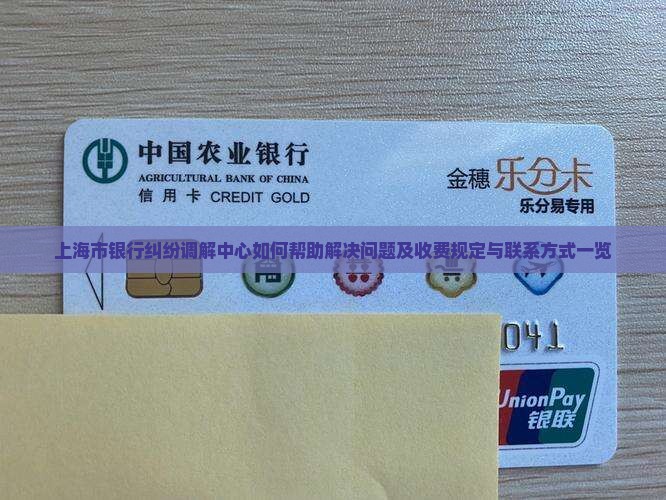 中国农业银行
AGRICULTURAL BANK OF CHINA
信用卡 CREDIT GOLD
金穗 乐分卡
乐分易专用
上海市银行纠纷调解中心如何帮助解决问题及收费规定与联系方式一览
商
041
UnionPay
银联